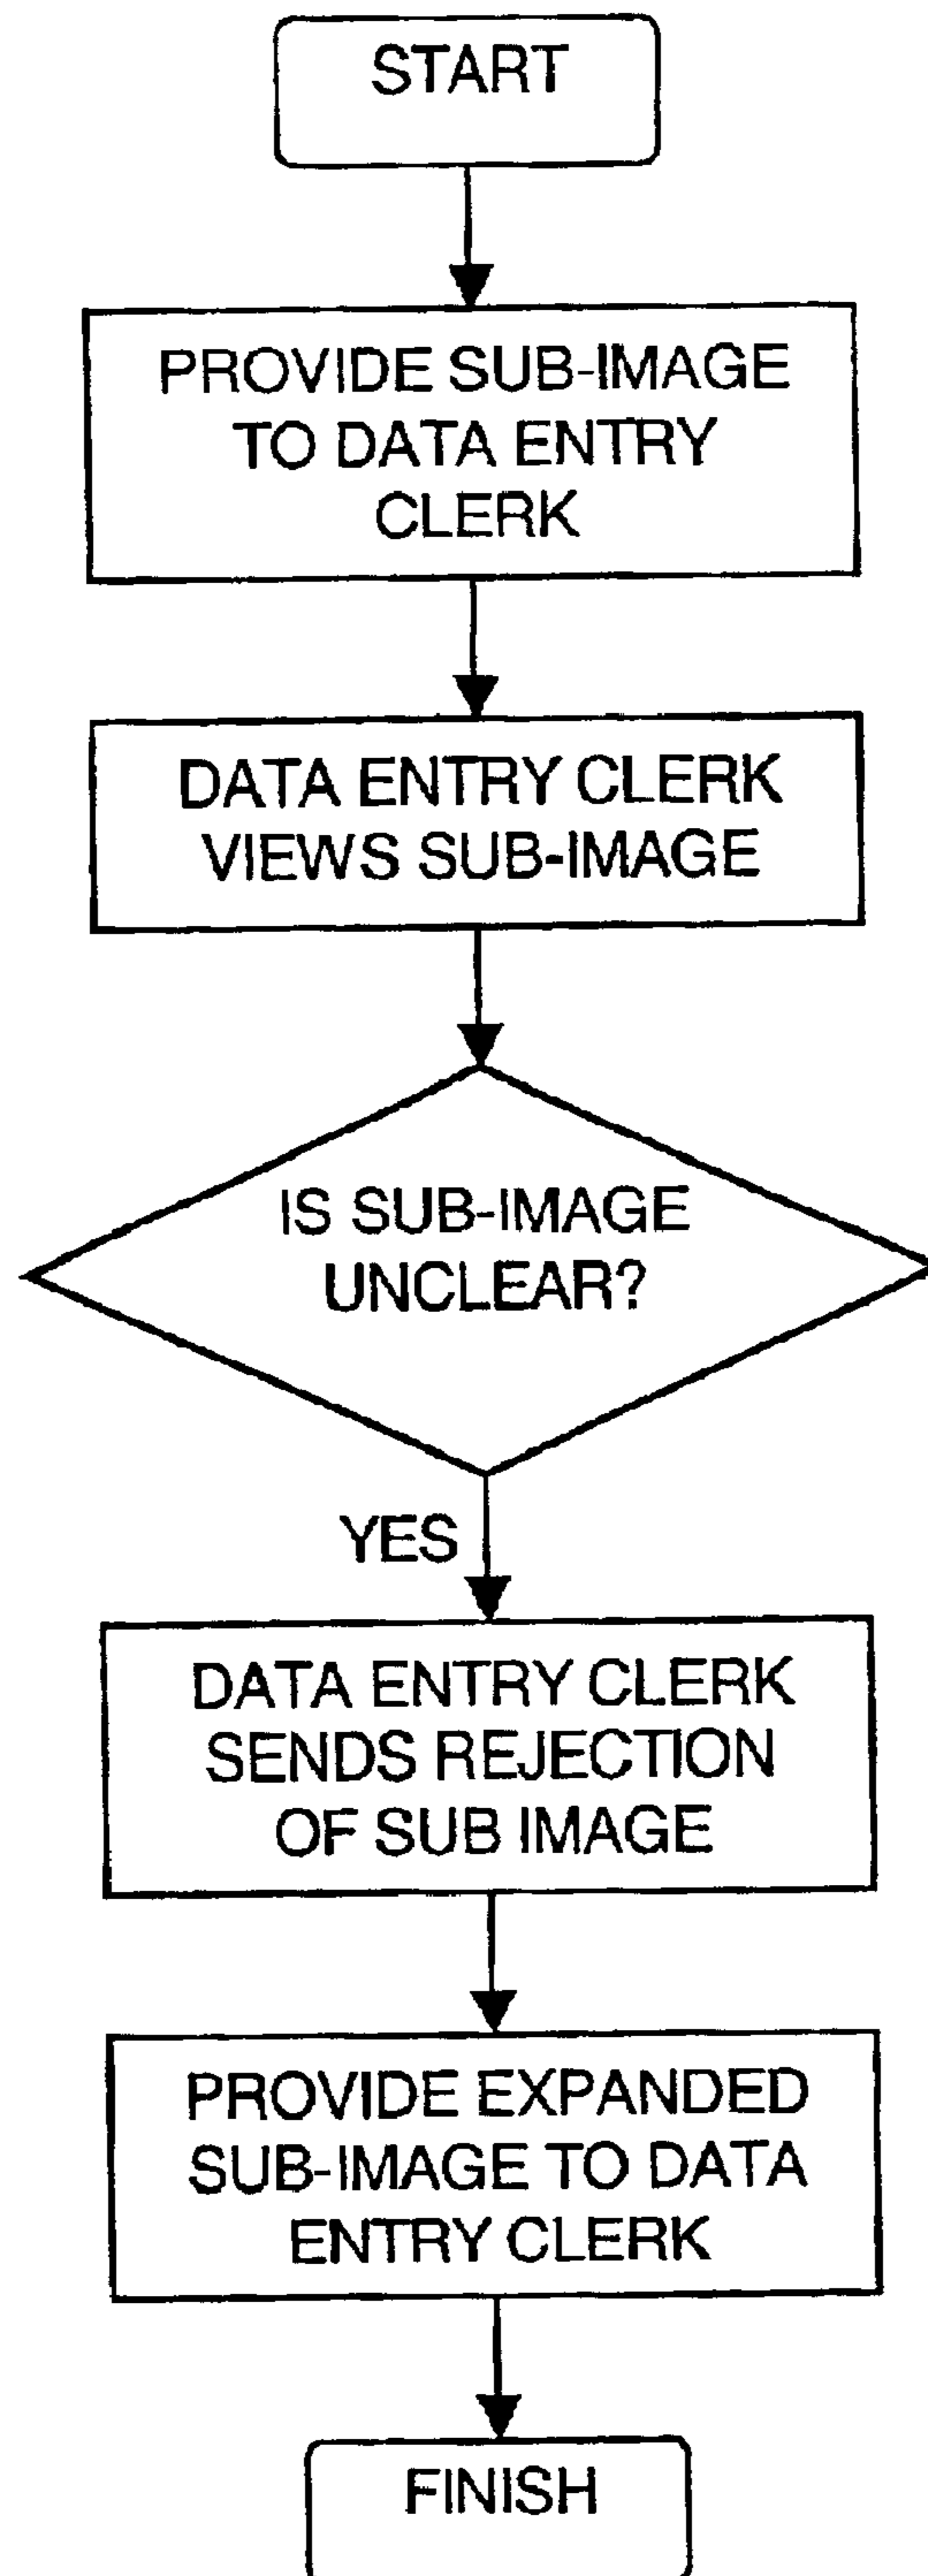 START
PROVIDE SUB-IMAGE
TO DATA ENTRY
CLERK
DATA ENTRY CLERK
VIEWS SUB-IMAGE
IS SUB-IMAGE
UNCLEAR?
YES
DATA ENTRY CLERK
SENDS REJECTION
OF SUB IMAGE
PROVIDE EXPANDED
SUB-IMAGE TO DATA
ENTRY CLERK
FINISH